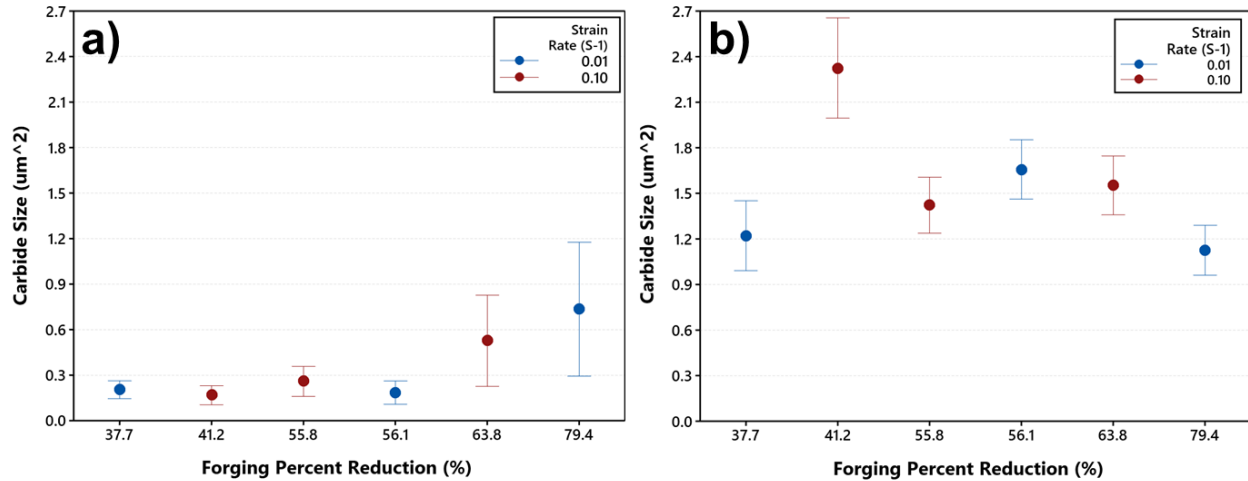 a)
2.7
2.4
2.1
1.8
1.5
1.2
0.9
0.6
0.3
0.0
Carbide Size (um^2)
Strain
Rate (S-1)
0.01
0.10
37.7 41.2 55.8 56.1 63.8 79.4
Forging Percent Reduction (%)
b)
2.7
2.4
2.1
1.8
1.5
1.2
0.9
0.6
0.3
0.0
Carbide Size (um^2)
Strain
Rate (S-1)
0.01
0.10
37.7 41.2 55.8 56.1 63.8 79.4
Forging Percent Reduction (%)